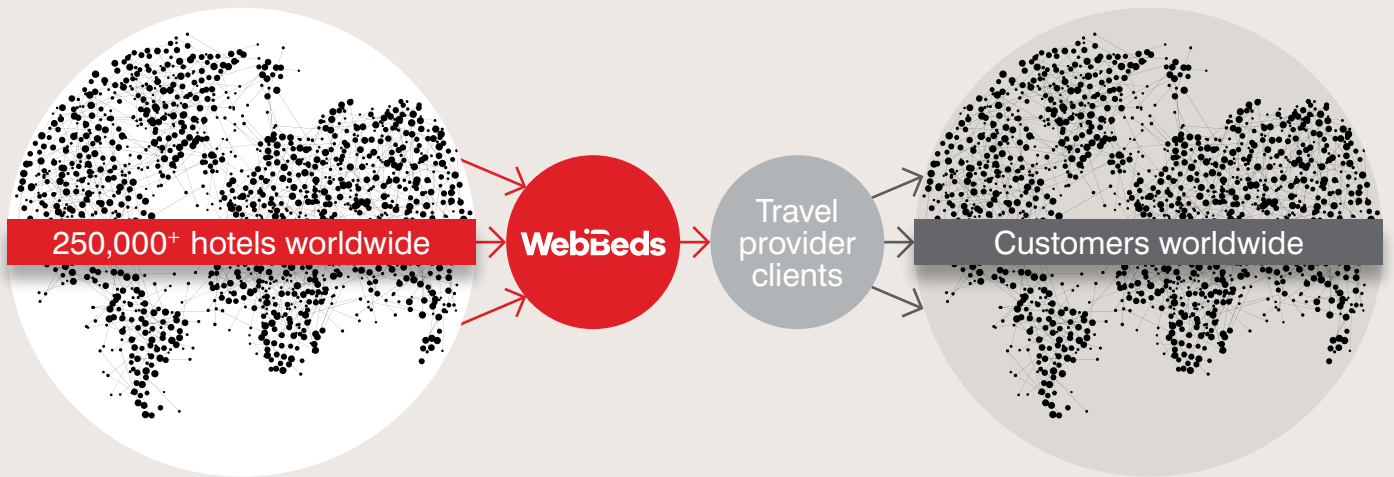 250,000⁺ hotels worldwide
WebBeds
Travel
provider
clients
Customers worldwide